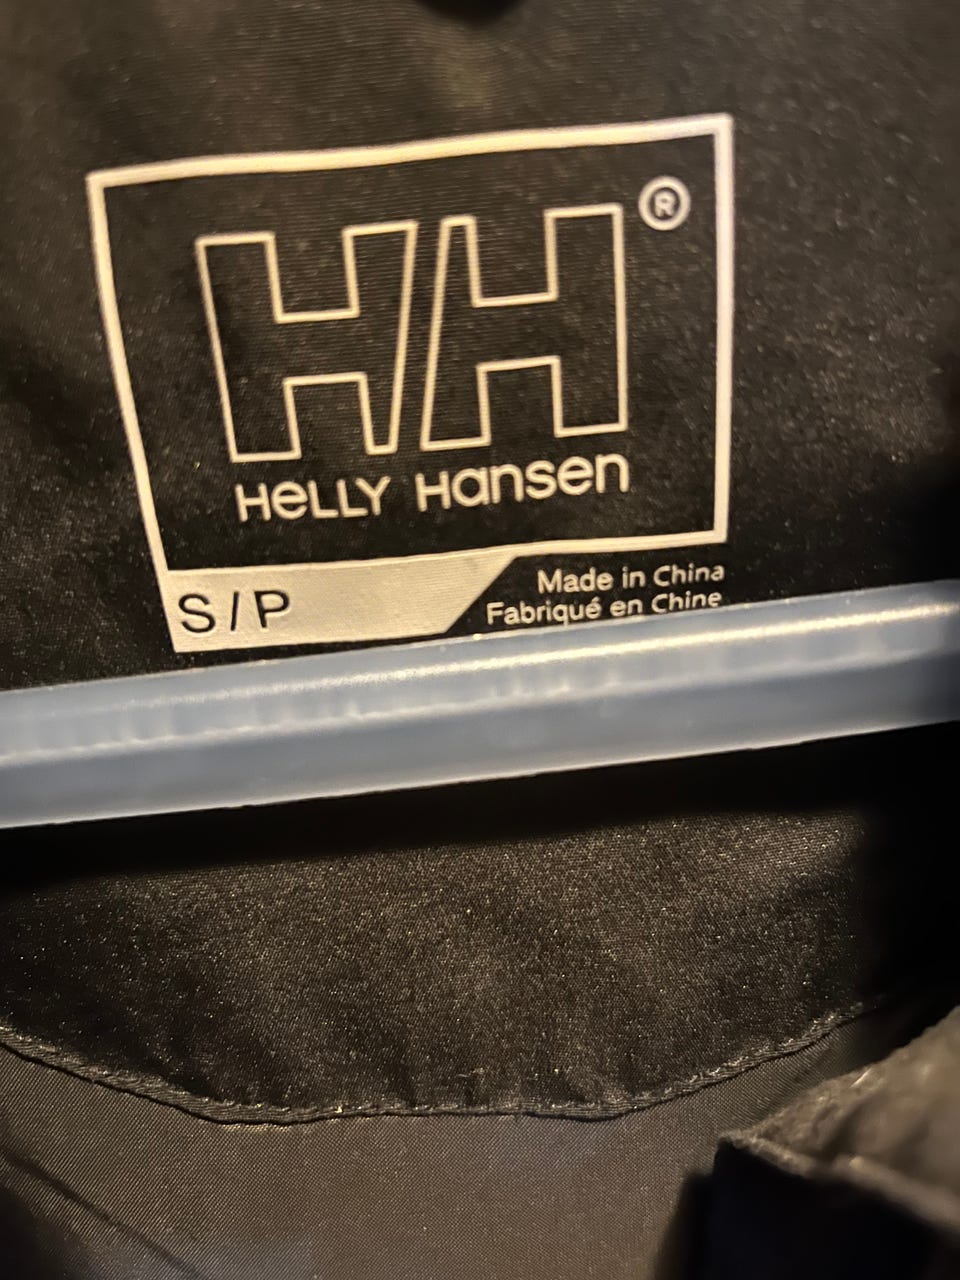 HH®
HELLY HANSEN
S/P
Made in China
Fabriqué en Chine